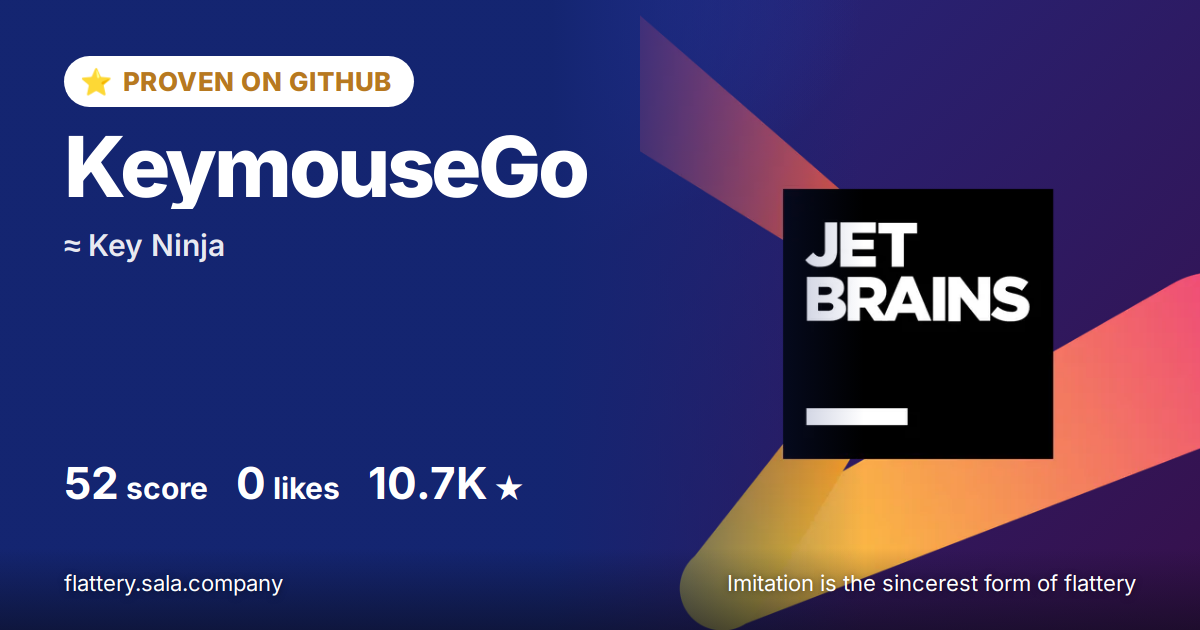 ⭐ PROVEN ON GITHUB
KeymouseGo
≈ Key Ninja
JET
BRAINS
52 score 0 likes 10.7K ★
flattery.sala.company
Imitation is the sincerest form of flattery